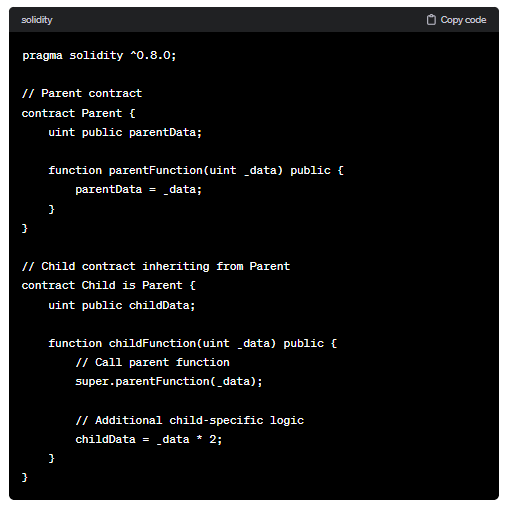 solidity
Copy code
pragma solidity ^0.8.0;
// Parent contract
contract Parent {
    uint public parentData;
    function parentFunction(uint _data) public {
        parentData = _data;
    }
}
// Child contract inheriting from Parent
contract Child is Parent {
    uint public childData;
    function childFunction(uint _data) public {
        // Call parent function
        super.parentFunction(_data);
        // Additional child-specific logic
        childData = _data * 2;
    }
}